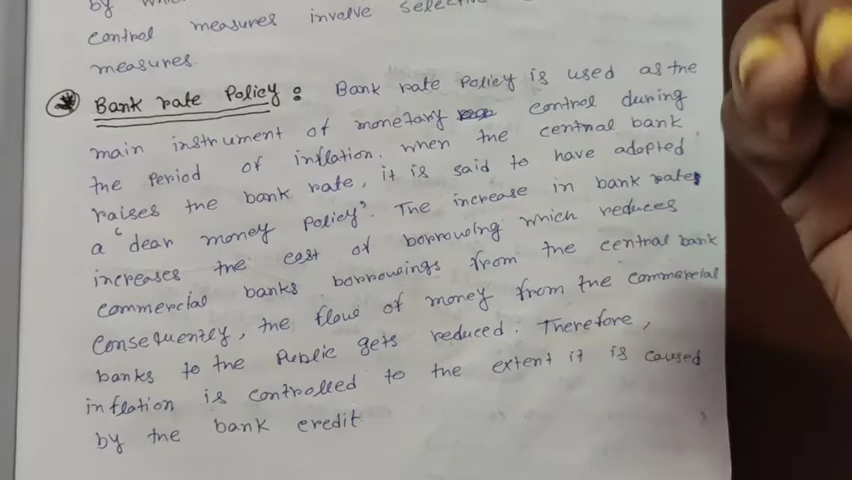 by
control measures involve selective
measures.
Bank rate Policy : Bank rate policy is used as the
main instrument of monetary control during
the period of inflation. When the central bank
raises the bank rate, it is said to have adopted
a "dear money policy". The increase in bank rate
increases the cost of borrowing which reduces
commercial banks borrowings from the central bank
Consequently, the flow of money from the commercial
banks to the public gets reduced. Therefore,
inflation is controlled to the extent it is caused
by the bank credit.